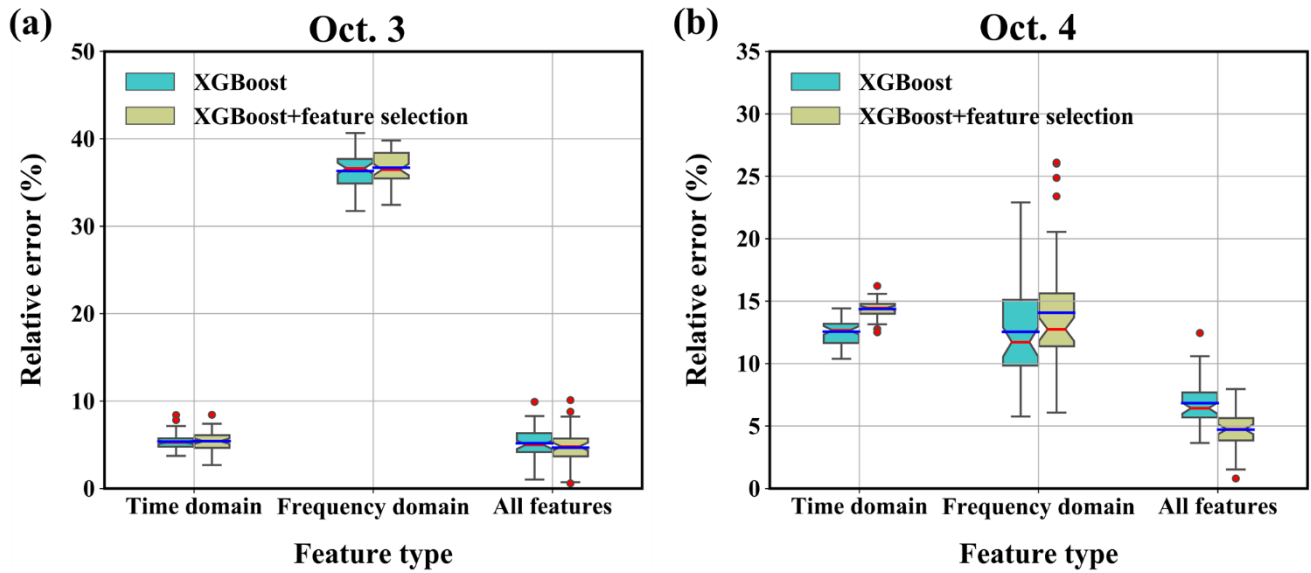 (a)
Oct. 3
50
40
30
20
10
0
Relative error (%)
XGBoost
XGBoost+feature selection
Time domain
Frequency domain
All features
Feature type
(b)
Oct. 4
35
30
25
20
15
10
5
0
Relative error (%)
XGBoost
XGBoost+feature selection
Time domain
Frequency domain
All features
Feature type